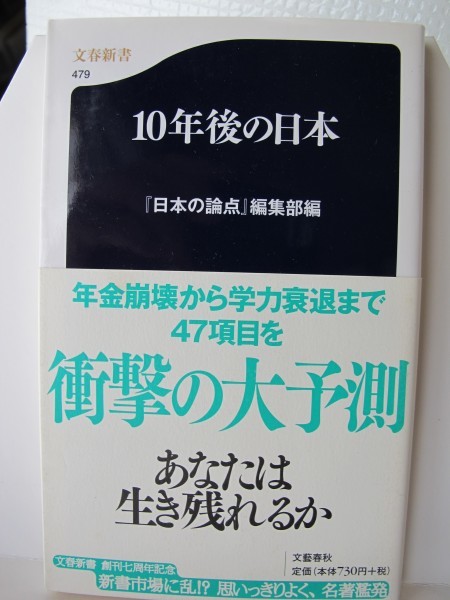 文春新書
479
10年後の日本
『日本の論点』編集部編
年金崩壊から学力衰退まで
47項目を
衝撃の大予測
あなたは
生き残れるか
文藝春秋
定価(本体730円+税)
文春新書 創刊七周年記念
新書市場に乱!? 思いっきりよく、名著濫発